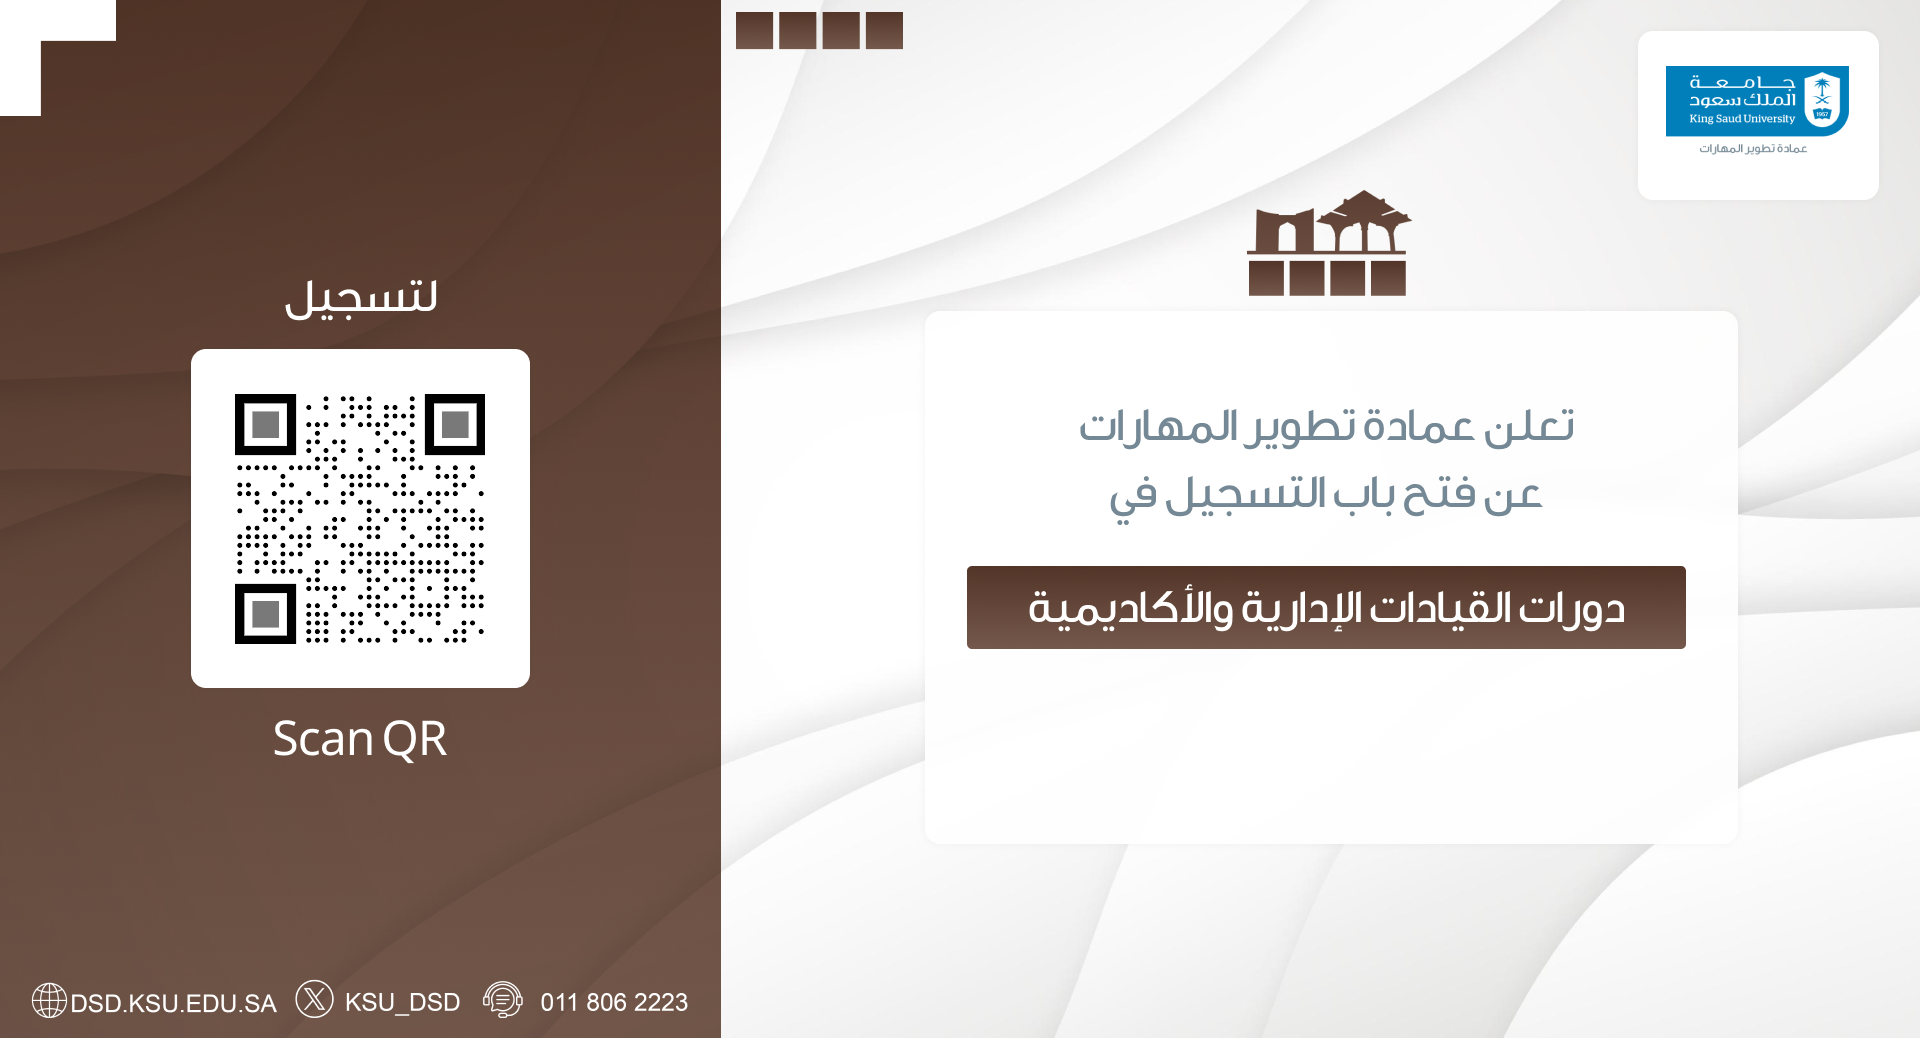 جامعة
الملك سعود
King Saud University
1957
عمادة تطوير المهارات
تعلن عمادة تطوير المهارات
عن فتح باب التسجيل في
دورات القيادات الإدارية والأكاديمية
لتسجيل
Scan QR
DSD.KSU.EDU.SA
KSU_DSD
011 806 2223